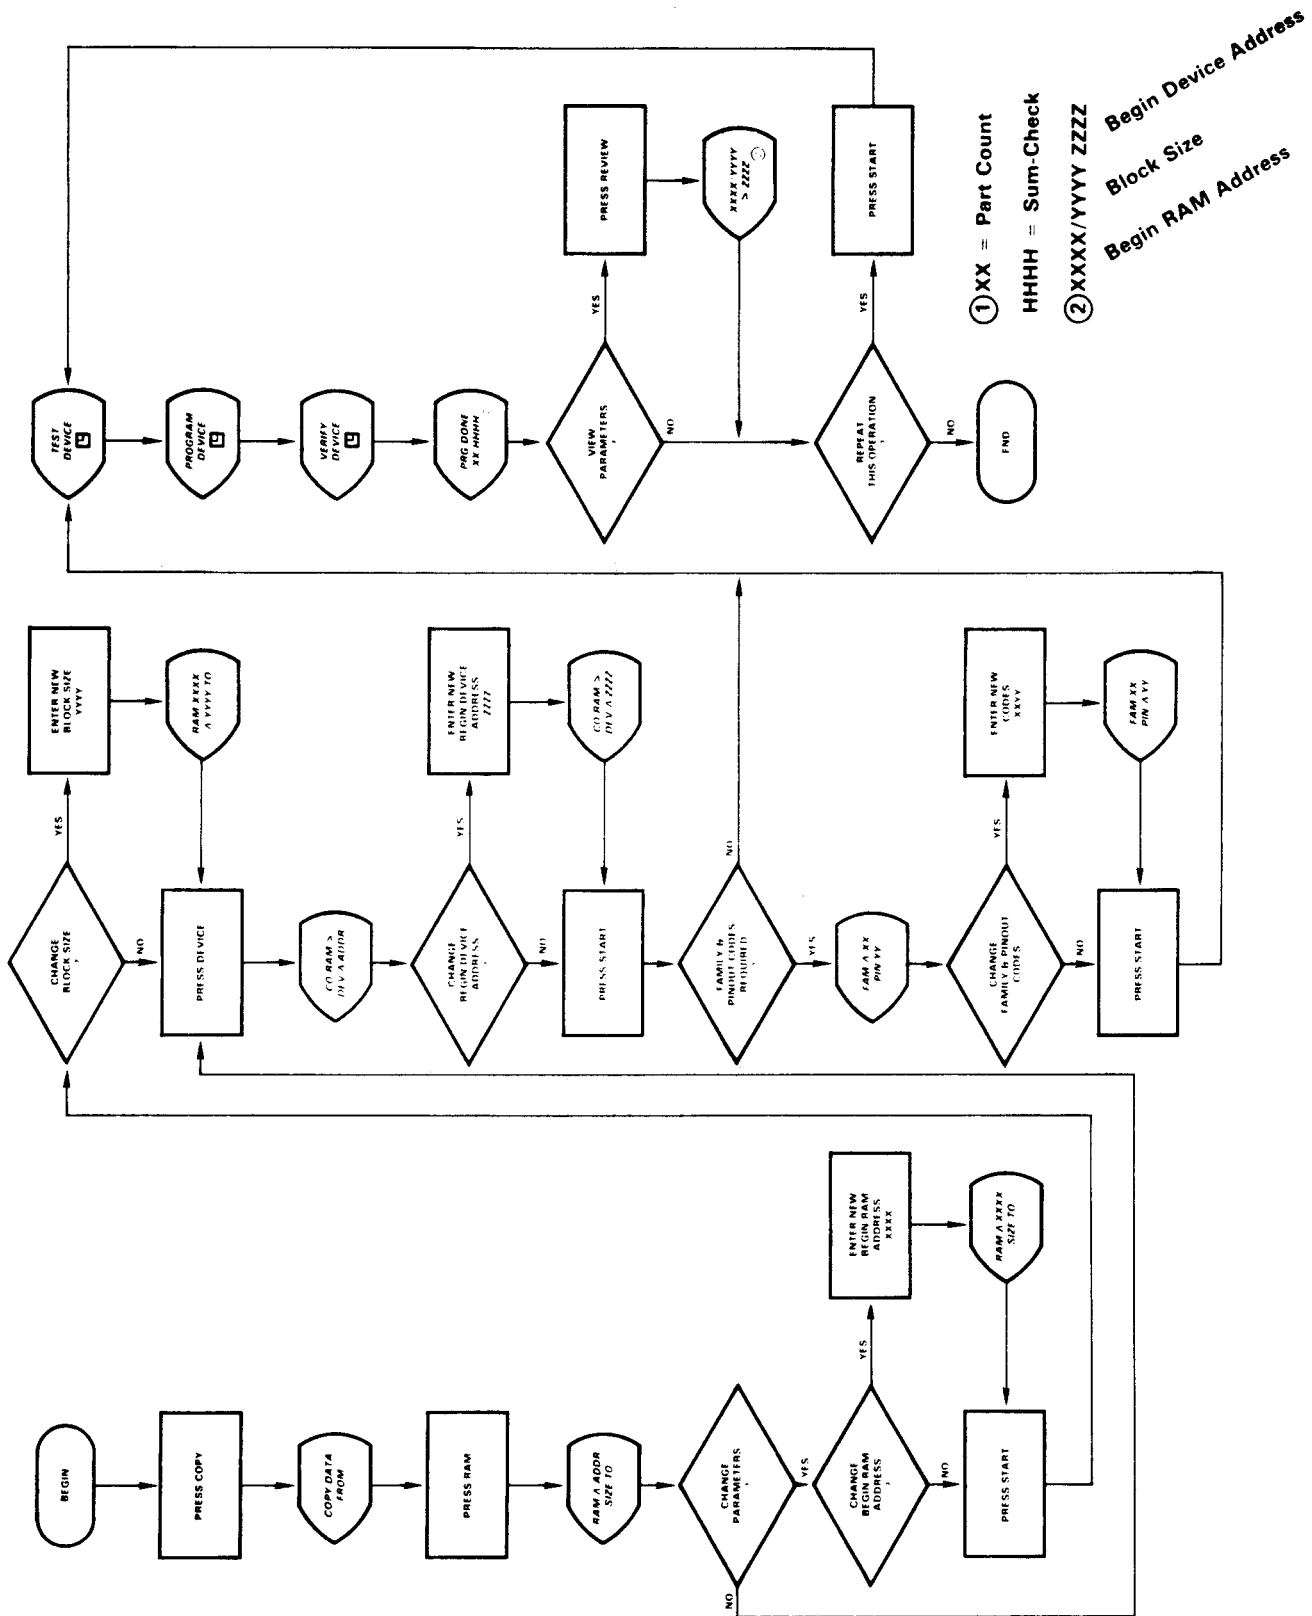 BEGIN
PRESS COPY
COPY DATA
FROM
PRESS RAM
RAM Λ ADDR
SIZE TO
CHANGE
PARAMETERS
?
NO
YES
CHANGE
BEGIN RAM
ADDRESS
?
YES
NO
ENTER NEW
BEGIN RAM
ADDRESS
XXXX
RAM Λ XXXX
SIZE TO
PRESS START
CHANGE
BLOCK SIZE
?
YES
NO
ENTER NEW
BLOCK SIZE
YYYY
RAM XXXX
Λ YYYY TO
PRESS DEVICE
CO RAM >
DEV Λ ADDR
CHANGE
BEGIN DEVICE
ADDRESS
?
YES
NO
ENTER NEW
BEGIN DEVICE
ADDRESS
ZZZZ
CO RAM >
DEV Λ ZZZZ
PRESS START
FAMILY &
PINOUT CODES
REQUIRED
?
NO
YES
FAM Λ XX
PIN YY
CHANGE
FAMILY & PINOUT
CODES
?
YES
NO
ENTER NEW
CODES
XXYY
FAM XX
PIN Λ YY
PRESS START
TEST
DEVICE
PROGRAM
DEVICE
VERIFY
DEVICE
PRG DONE
XX HHHH
VIEW
PARAMETERS
?
YES
NO
PRESS REVIEW
XXXX/YYYY
> ZZZZ ②
REPEAT
THIS OPERATION
?
YES
NO
PRESS START
END
① XX = Part Count
HHHH = Sum-Check
② XXXX/YYYY ZZZZ
Begin RAM Address
Block Size
Begin Device Address